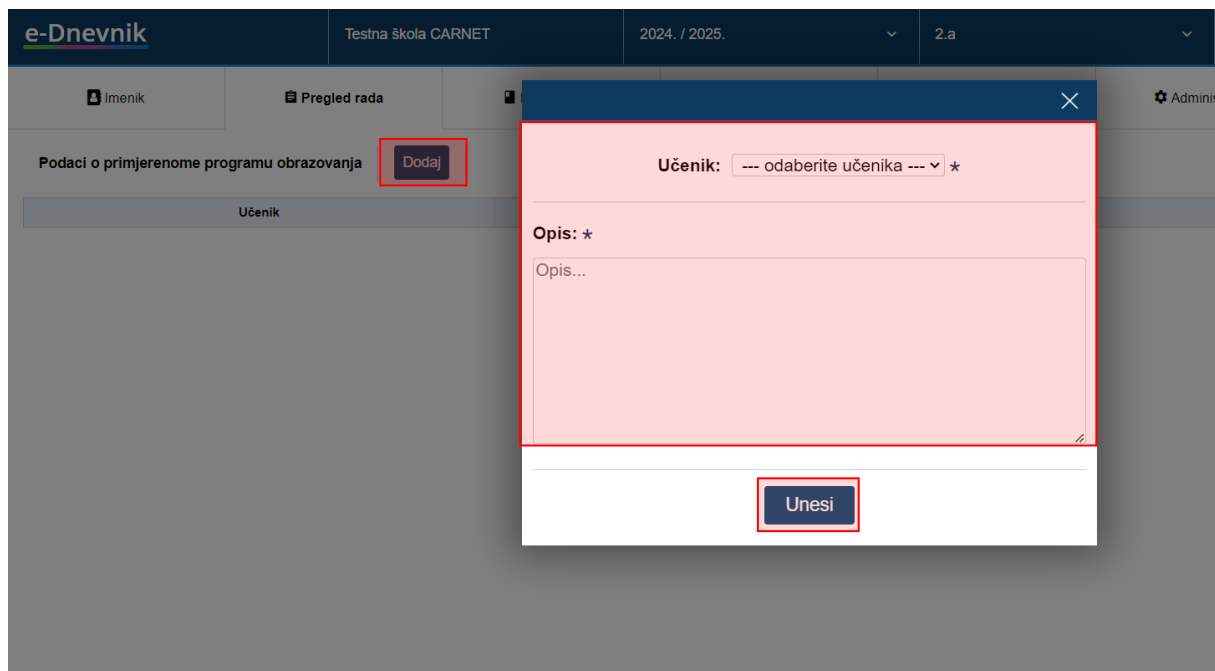 e-Dnevnik Testna škola CARNET 2024. / 2025. 2.a
Imenik Pregled rada
Podaci o primjerenome programu obrazovanja Dodaj
Učenik
Učenik: --- odaberite učenika --- *
Opis: *
Opis...
Unesi